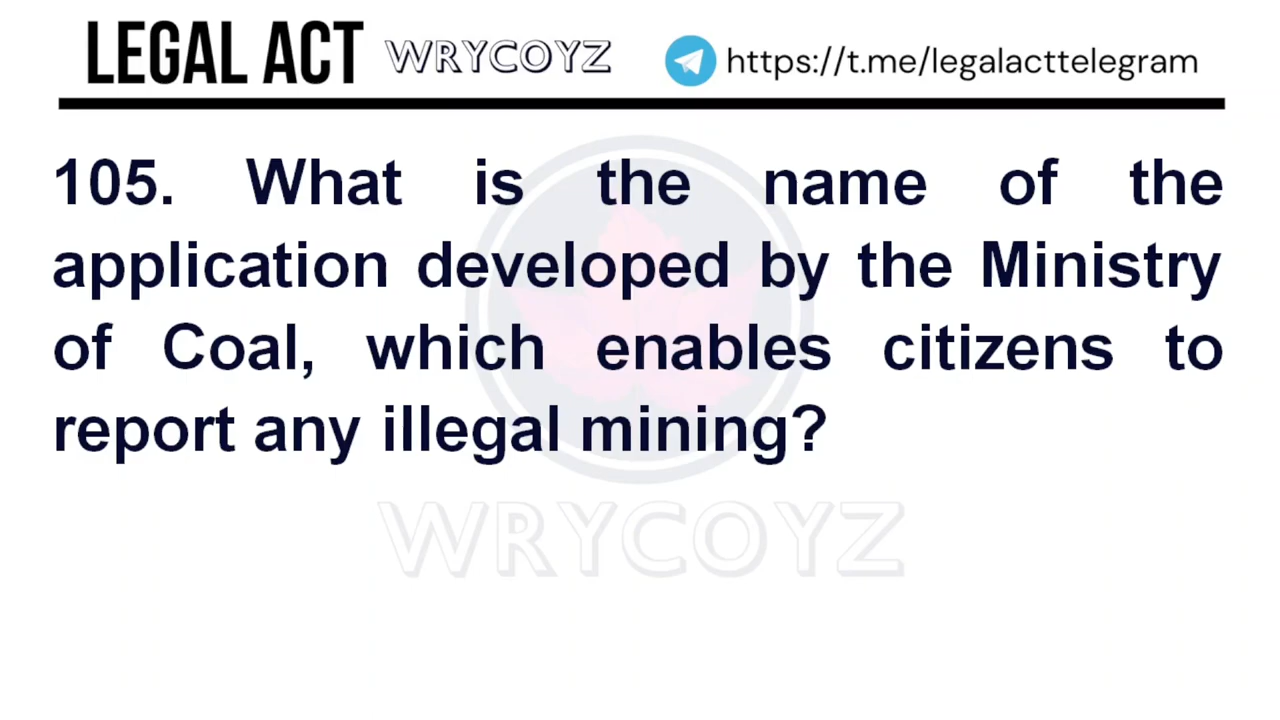 LEGAL ACT WRYCOYZ https://t.me/legalacttelegram
105. What is the name of the
application developed by the Ministry
of Coal, which enables citizens to
report any illegal mining?
WRYCOYZ